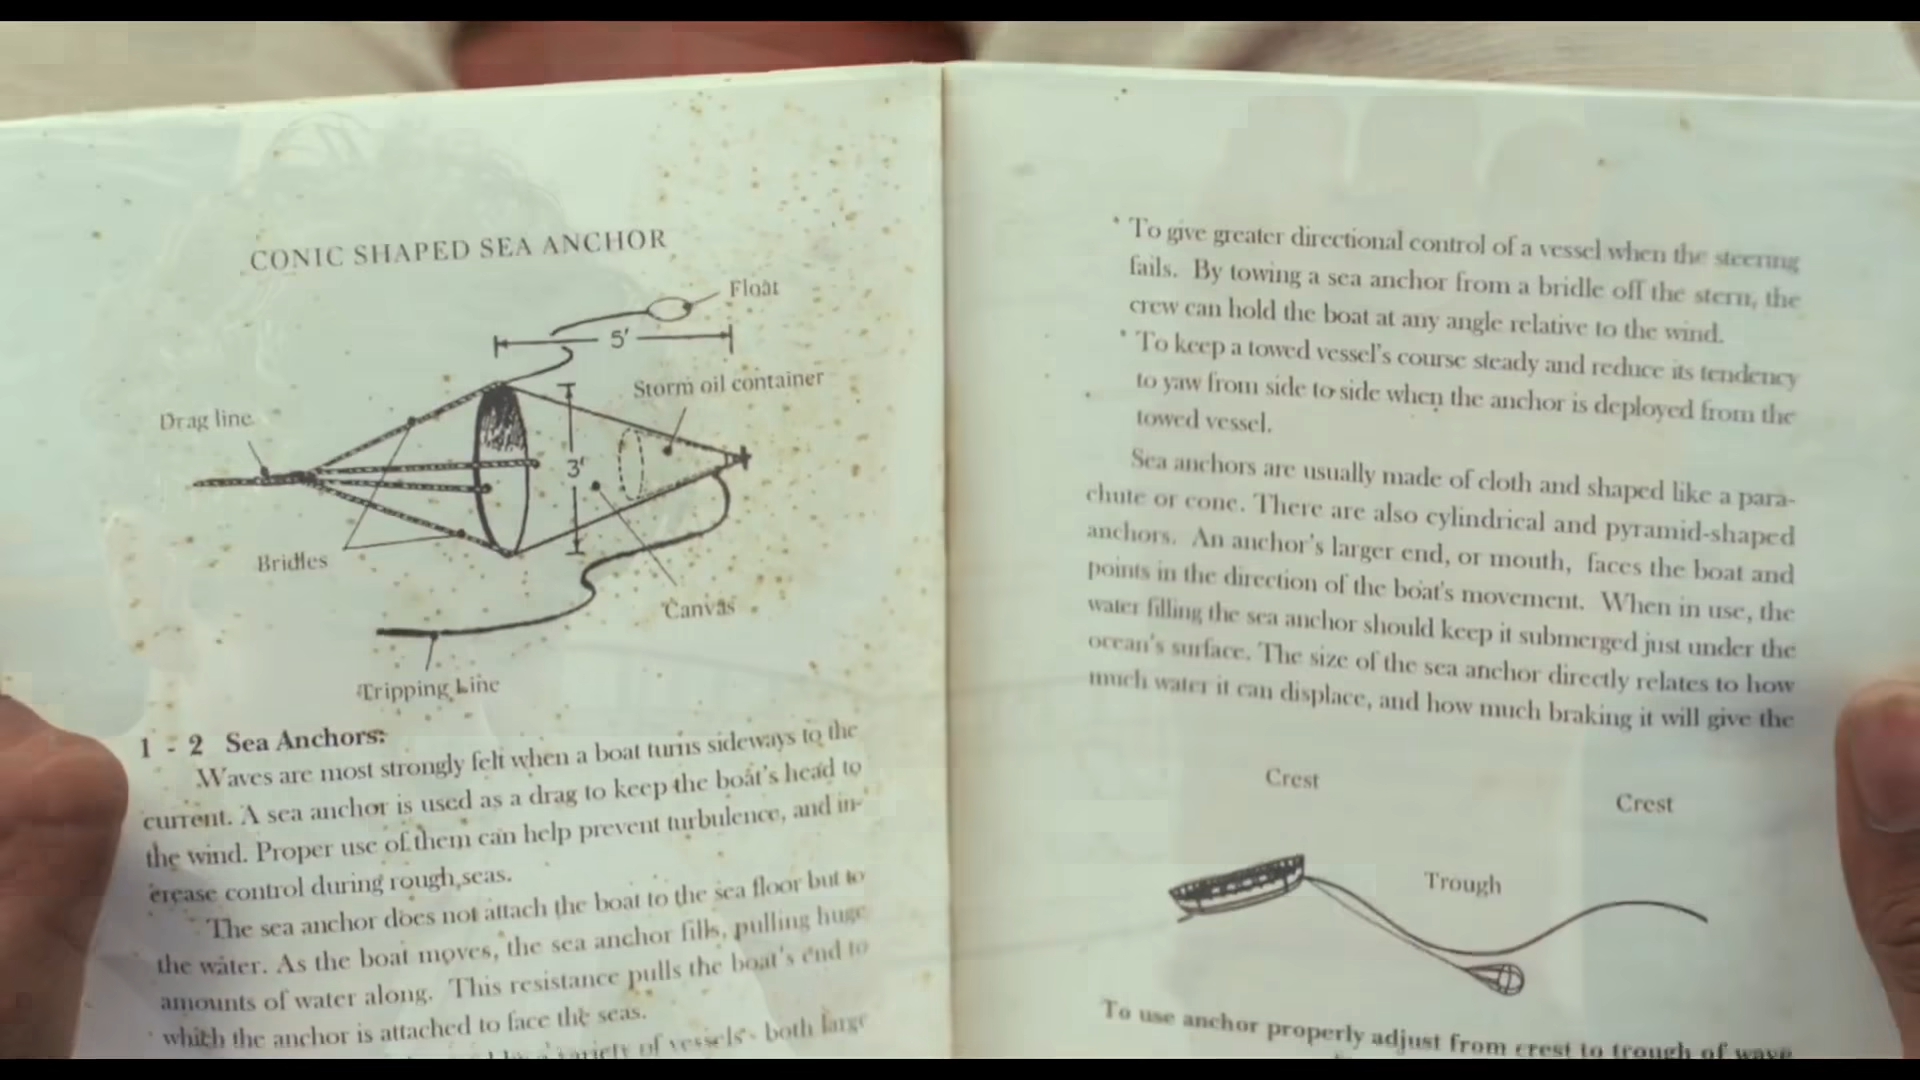 CONIC SHAPED SEA ANCHOR
Float
5'
Storm oil container
Drag line
3'
Bridles
Canvas
Tripping Line
1 - 2 Sea Anchors:
Waves are most strongly felt when a boat turns sideways to the
current. A sea anchor is used as a drag to keep the boat's head to
the wind. Proper use of them can help prevent turbulence, and in-
crease control during rough seas.
The sea anchor does not attach the boat to the sea floor but to
the water. As the boat moves, the sea anchor fills, pulling huge
amounts of water along. This resistance pulls the boat's end to
which the anchor is attached to face the seas.
variety of vessels - both large
* To give greater directional control of a vessel when the steering
fails. By towing a sea anchor from a bridle off the stern, the
crew can hold the boat at any angle relative to the wind.
* To keep a towed vessel's course steady and reduce its tendency
to yaw from side to side when the anchor is deployed from the
towed vessel.
Sea anchors are usually made of cloth and shaped like a para-
chute or cone. There are also cylindrical and pyramid-shaped
anchors. An anchor's larger end, or mouth, faces the boat and
points in the direction of the boat's movement. When in use, the
water filling the sea anchor should keep it submerged just under the
ocean's surface. The size of the sea anchor directly relates to how
much water it can displace, and how much braking it will give the
Crest
Crest
Trough
To use anchor properly adjust from crest to trough of wave